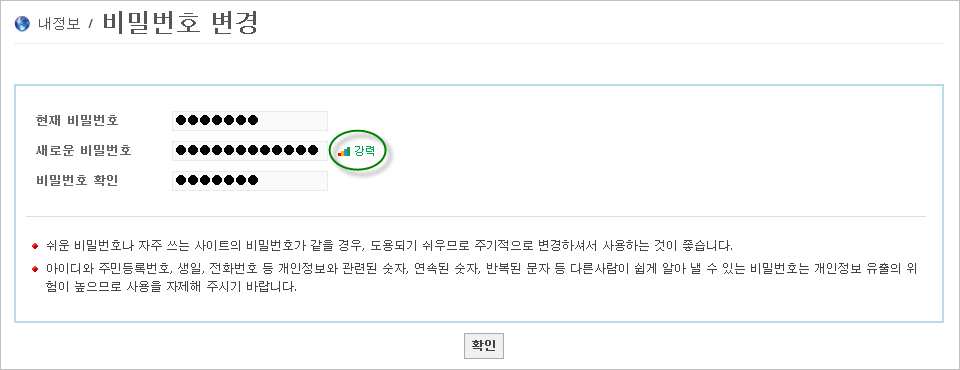 내정보 / 비밀번호 변경
현재 비밀번호 ●●●●●●●
새로운 비밀번호 ●●●●●●●●●●●● 강력
비밀번호 확인 ●●●●●●●
쉬운 비밀번호나 자주 쓰는 사이트의 비밀번호가 같을 경우, 도용되기 쉬우므로 주기적으로 변경하셔서 사용하는 것이 좋습니다.
아이디와 주민등록번호, 생일, 전화번호 등 개인정보와 관련된 숫자, 연속된 숫자, 반복된 문자 등 다른사람이 쉽게 알아 낼 수 있는 비밀번호는 개인정보 유출의 위
험이 높으므로 사용을 자제해 주시기 바랍니다.
확인